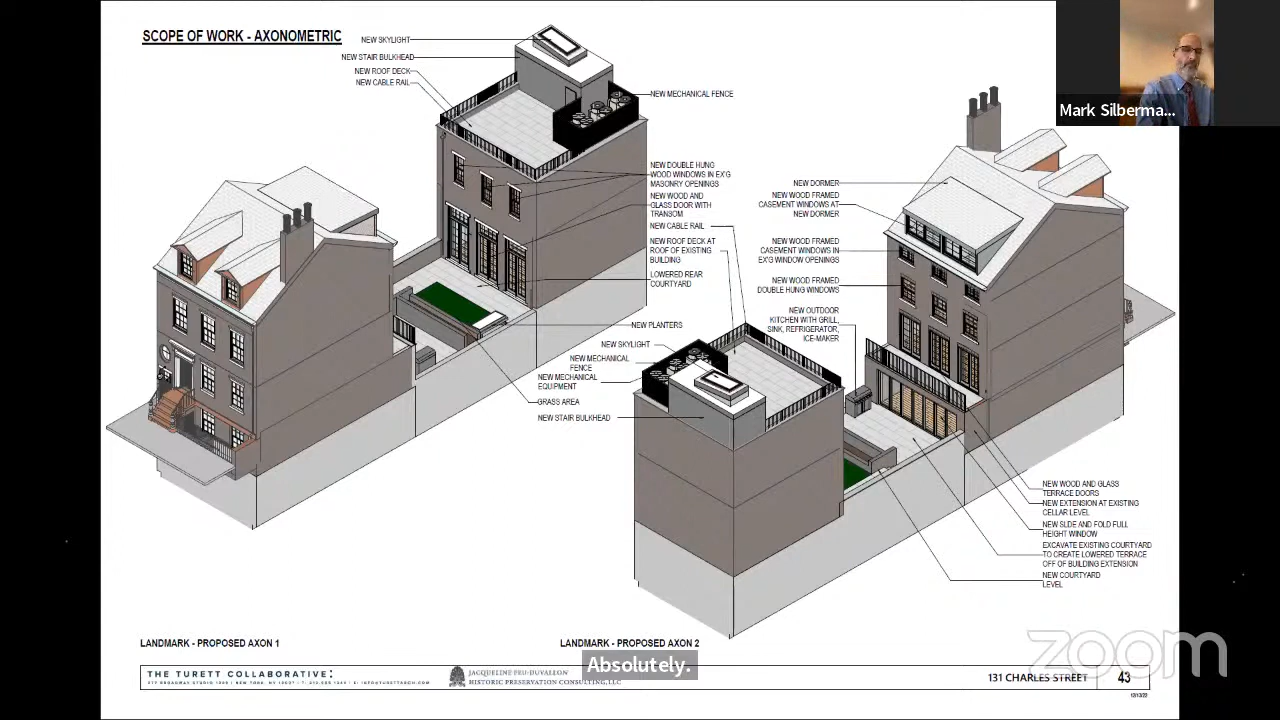 SCOPE OF WORK - AXONOMETRIC
NEW SKYLIGHT
NEW STAIR BULKHEAD
NEW ROOF DECK
NEW CABLE RAIL
NEW MECHANICAL FENCE
NEW DOUBLE HUNG
WOOD WINDOWS IN EX'G
MASONRY OPENINGS
NEW WOOD AND
GLASS DOOR WITH
TRANSOM
NEW CABLE RAIL
NEW ROOF DECK AT
ROOF OF EXISTING
BUILDING
LOWERED REAR
COURTYARD
NEW PLANTERS
NEW SKYLIGHT
NEW MECHANICAL
FENCE
NEW MECHANICAL
EQUIPMENT
GRASS AREA
NEW STAIR BULKHEAD
NEW DORMER
NEW WOOD FRAMED
CASEMENT WINDOWS AT
NEW DORMER
NEW WOOD FRAMED
CASEMENT WINDOWS IN
EX'G WINDOW OPENINGS
NEW WOOD FRAMED
DOUBLE HUNG WINDOWS
NEW OUTDOOR
KITCHEN WITH GRILL,
SINK, REFRIGERATOR,
ICE-MAKER
NEW WOOD AND GLASS
TERRACE DOORS
NEW EXTENSION AT EXISTING
CELLAR LEVEL
NEW SLDE AND FOLD FULL
HEIGHT WINDOW
EXCAVATE EXISTING COURTYARD
TO CREATE LOWERED TERRACE
OFF OF BUILDING EXTENSION
NEW COURTYARD
LEVEL
Mark Silberma...
LANDMARK - PROPOSED AXON 1
LANDMARK - PROPOSED AXON 2
Absolutely.
THE TURETT COLLABORATIVE:
JACQUELINE PEU-DUVALLON
HISTORIC PRESERVATION CONSULTING, LLC
131 CHARLES STREET
43
12/13/22
zoom